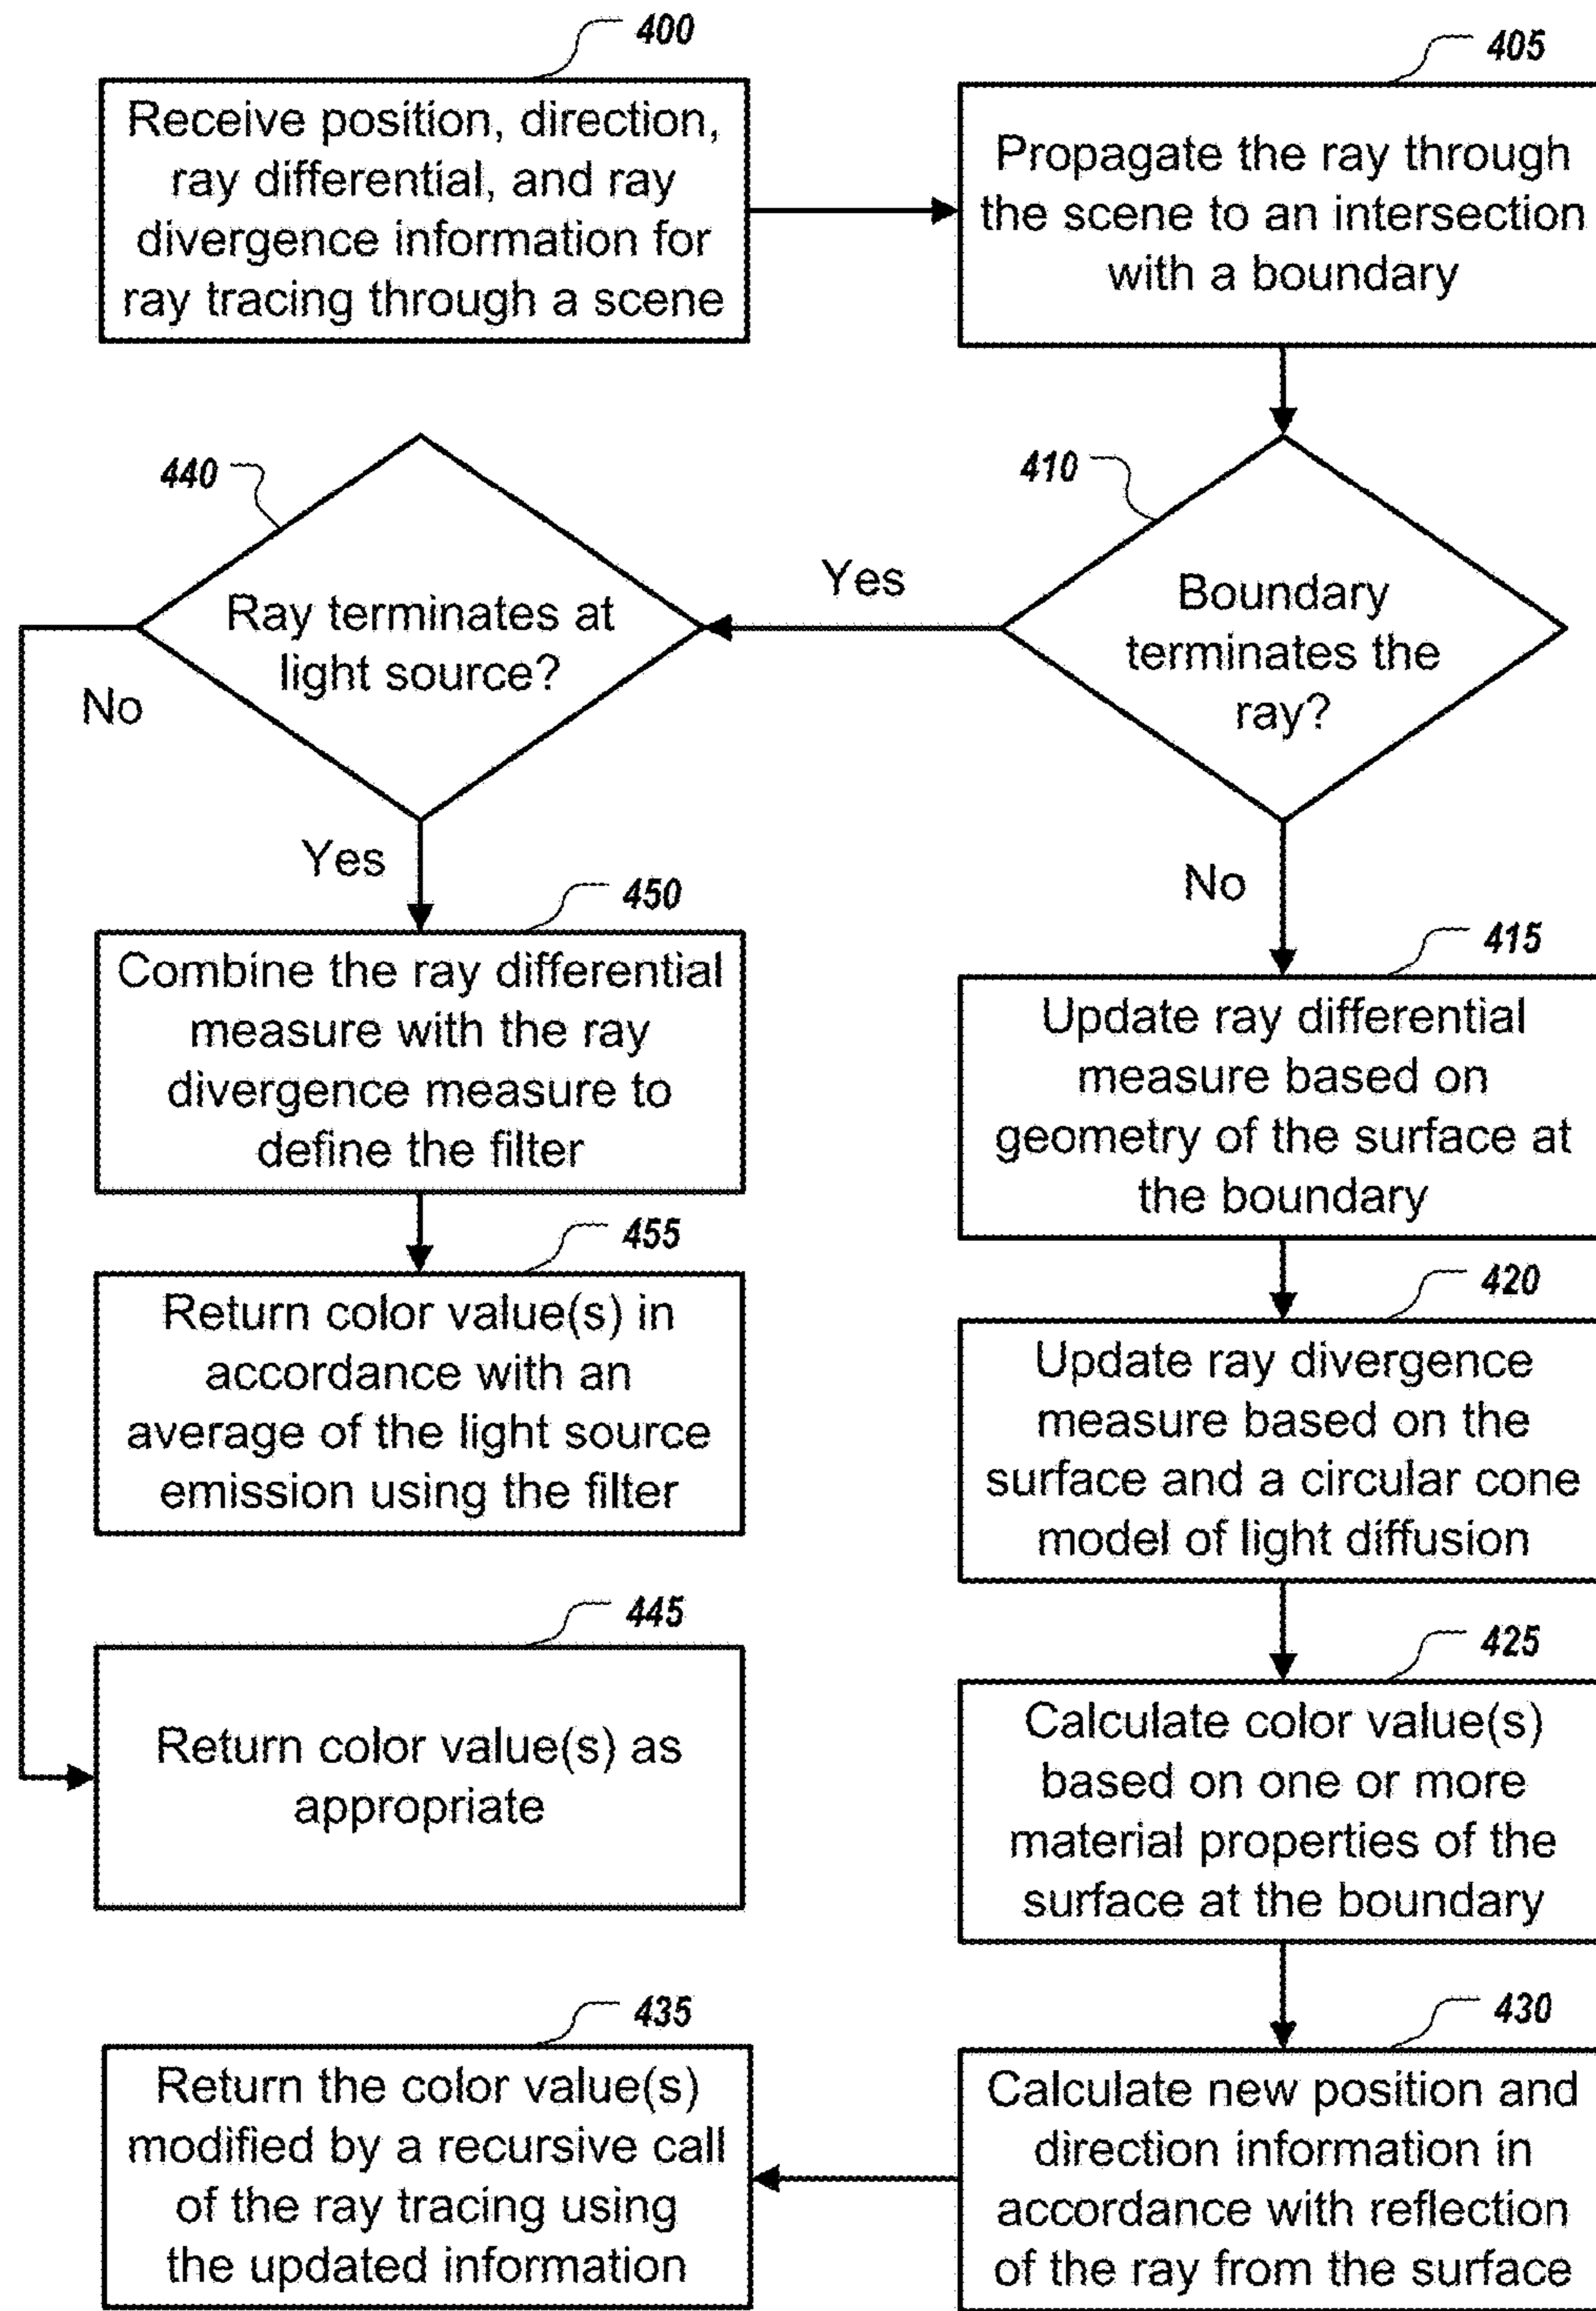 400
Receive position, direction,
ray differential, and ray
divergence information for
ray tracing through a scene
405
Propagate the ray through
the scene to an intersection
with a boundary
410
Boundary
terminates the
ray?
Yes
No
440
Ray terminates at
light source?
No
Yes
450
Combine the ray differential
measure with the ray
divergence measure to
define the filter
455
Return color value(s) in
accordance with an
average of the light source
emission using the filter
445
Return color value(s) as
appropriate
415
Update ray differential
measure based on
geometry of the surface at
the boundary
420
Update ray divergence
measure based on the
surface and a circular cone
model of light diffusion
425
Calculate color value(s)
based on one or more
material properties of the
surface at the boundary
430
Calculate new position and
direction information in
accordance with reflection
of the ray from the surface
435
Return the color value(s)
modified by a recursive call
of the ray tracing using
the updated information